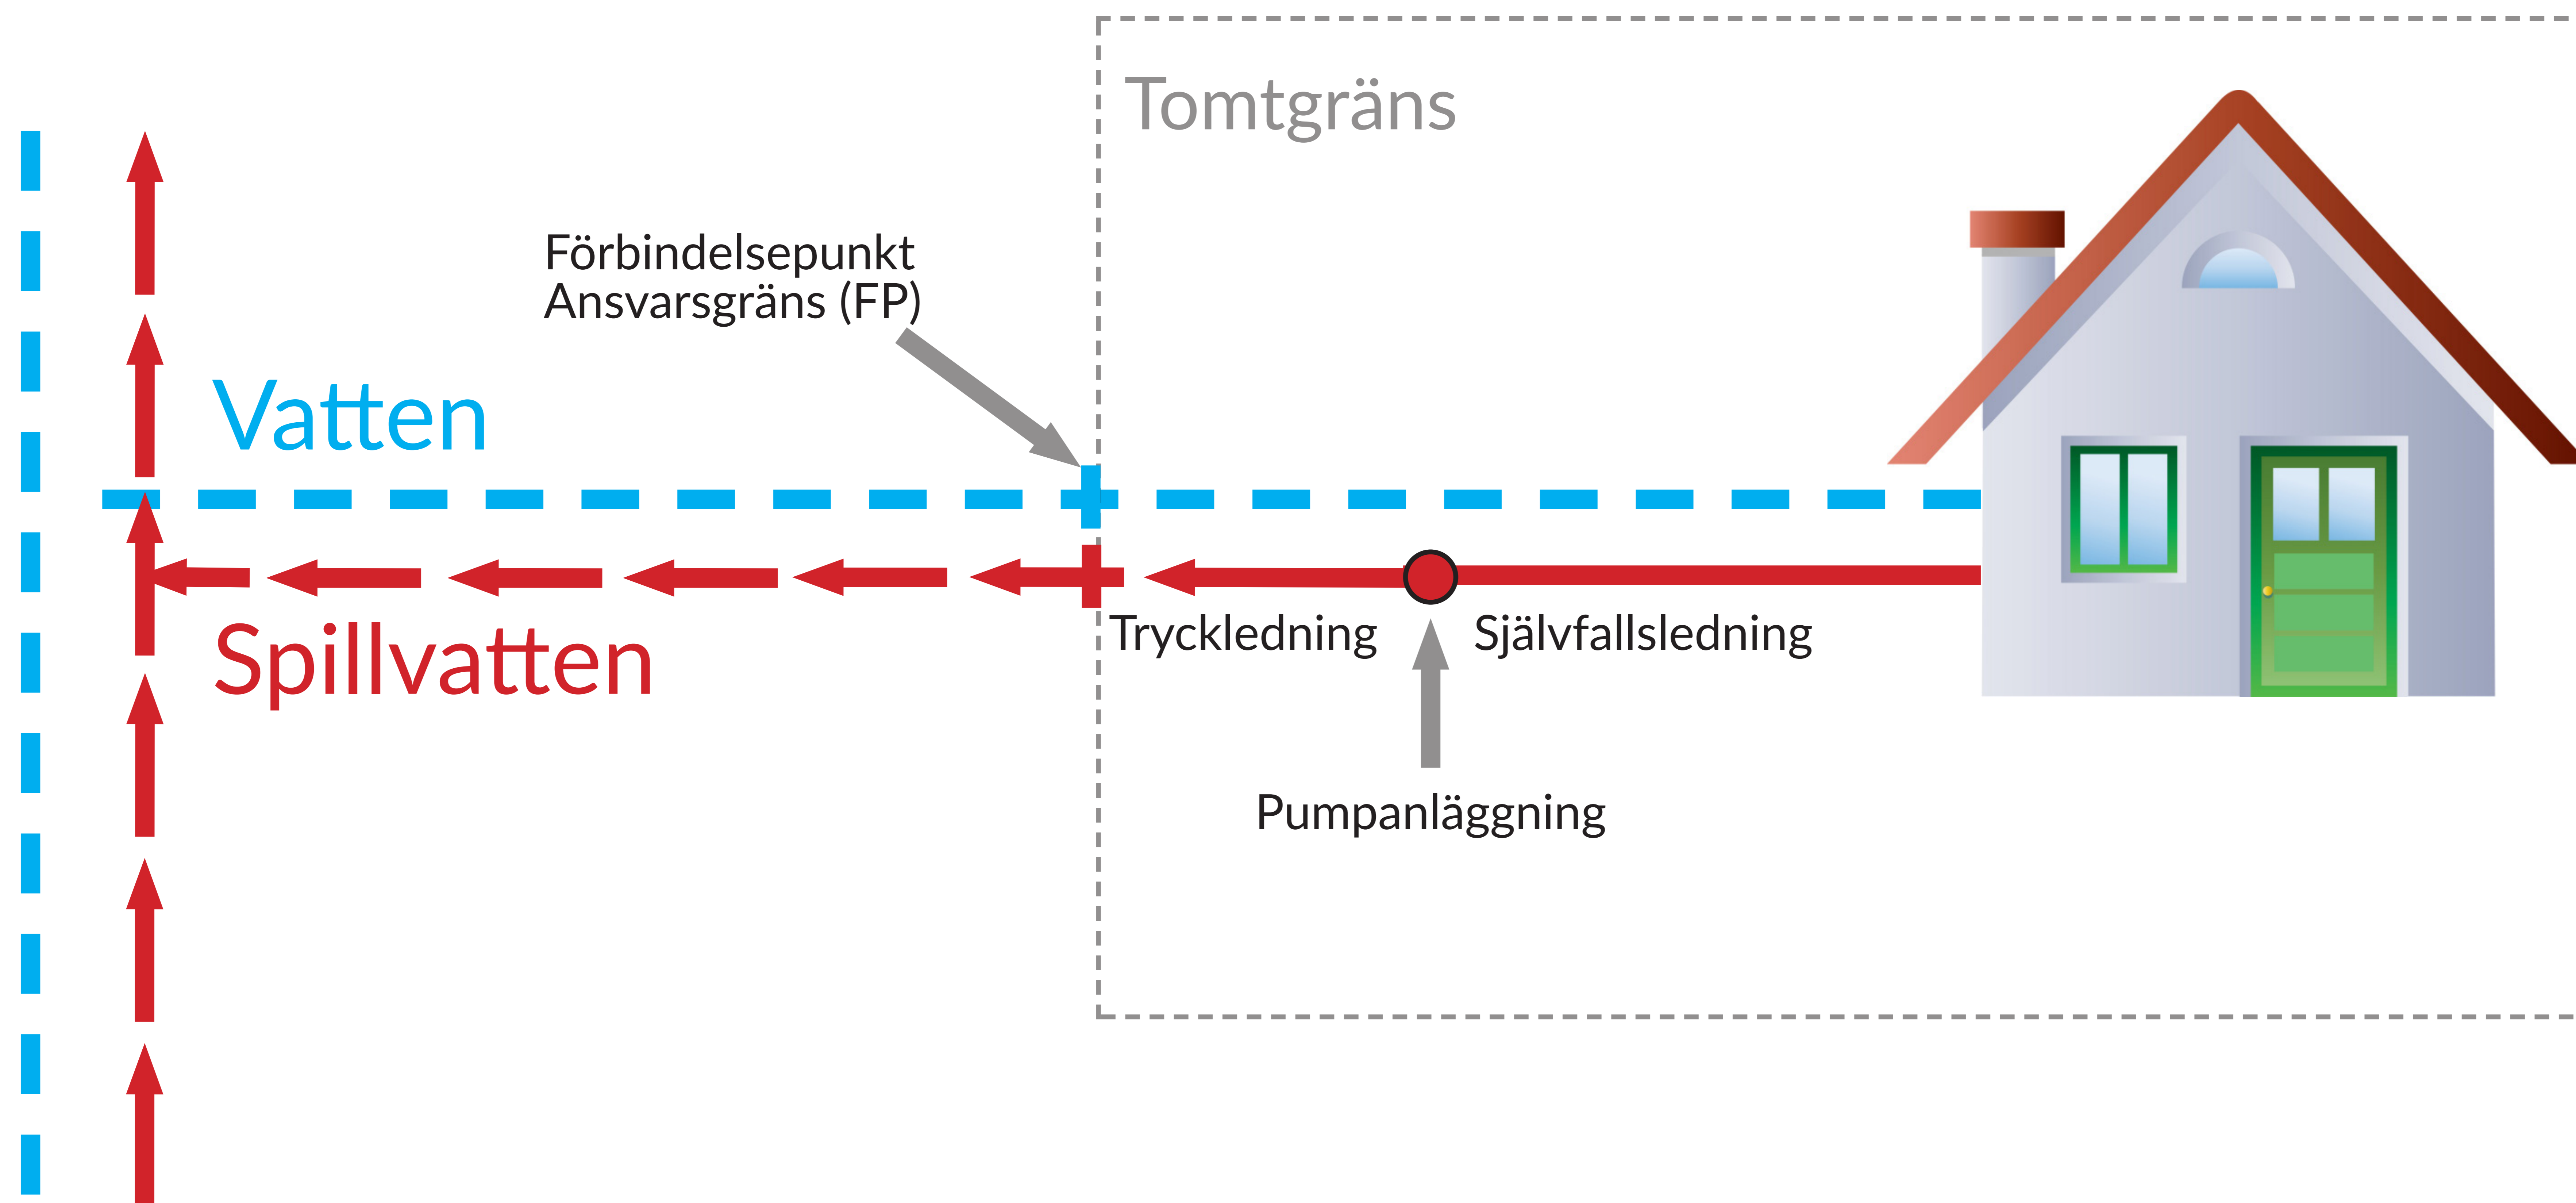 Tomtgräns
Förbindelsepunkt
Ansvarsgräns (FP)
Vatten
Spillvatten
Tryckledning
Självfallsledning
Pumpanläggning